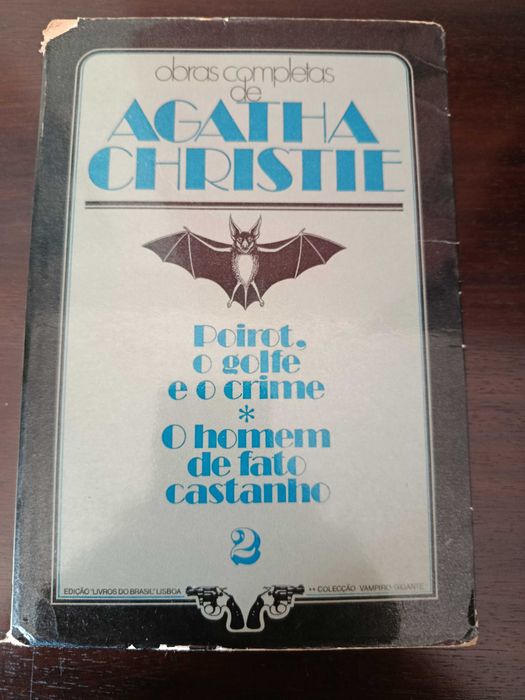 obras completas
de
AGATHA
CHRISTIE
Poirot,
o golfe
e o crime
*
O homem
de fato
castanho
2
EDIÇÃO "LIVROS DO BRASIL" LISBOA
** COLECÇÃO VAMPIRO GIGANTE